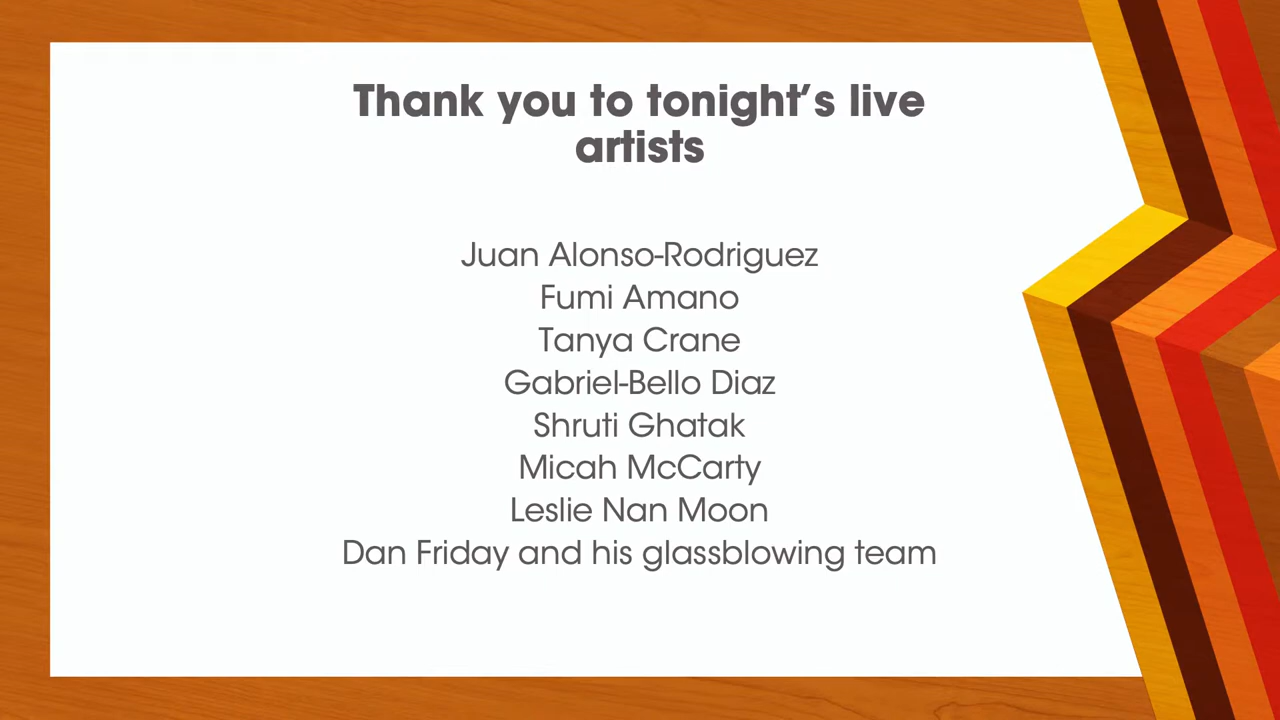 Thank you to tonight's live
artists
Juan Alonso-Rodriguez
Fumi Amano
Tanya Crane
Gabriel-Bello Diaz
Shruti Ghatak
Micah McCarty
Leslie Nan Moon
Dan Friday and his glassblowing team